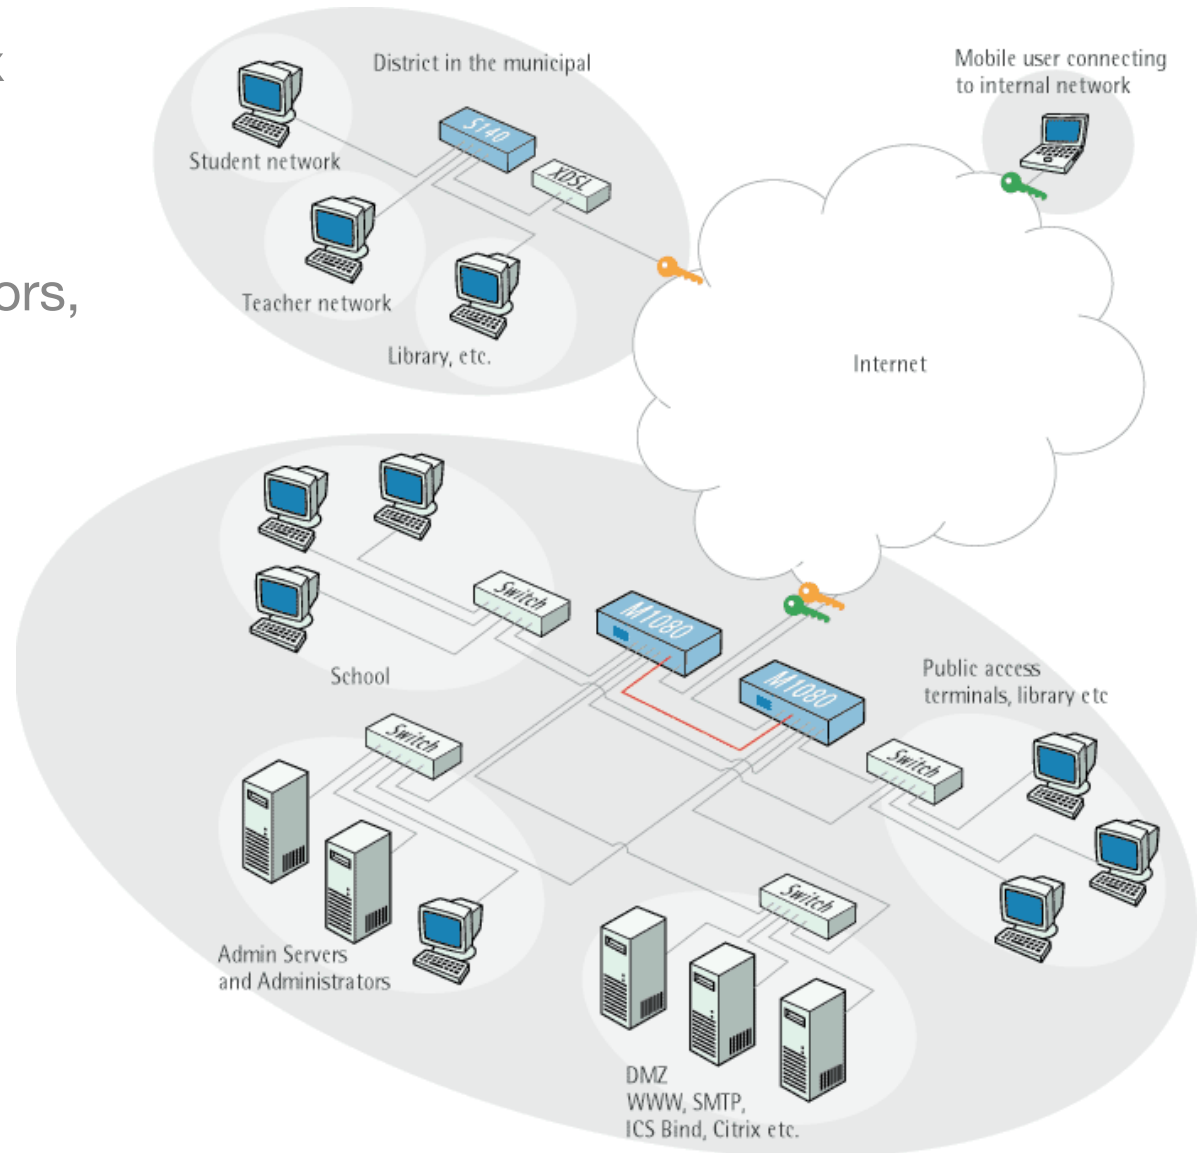 District in the municipal
Mobile user connecting
to internal network
S140
XDSL
Student network
Teacher network
ors,
Library, etc.
Internet
Switch
M1080
School
M1080
Public access
terminals, library etc
Switch
Switch
Switch
Admin Servers
and Administrators
DMZ
WWW, SMTP,
ICS Bind, Citrix etc.